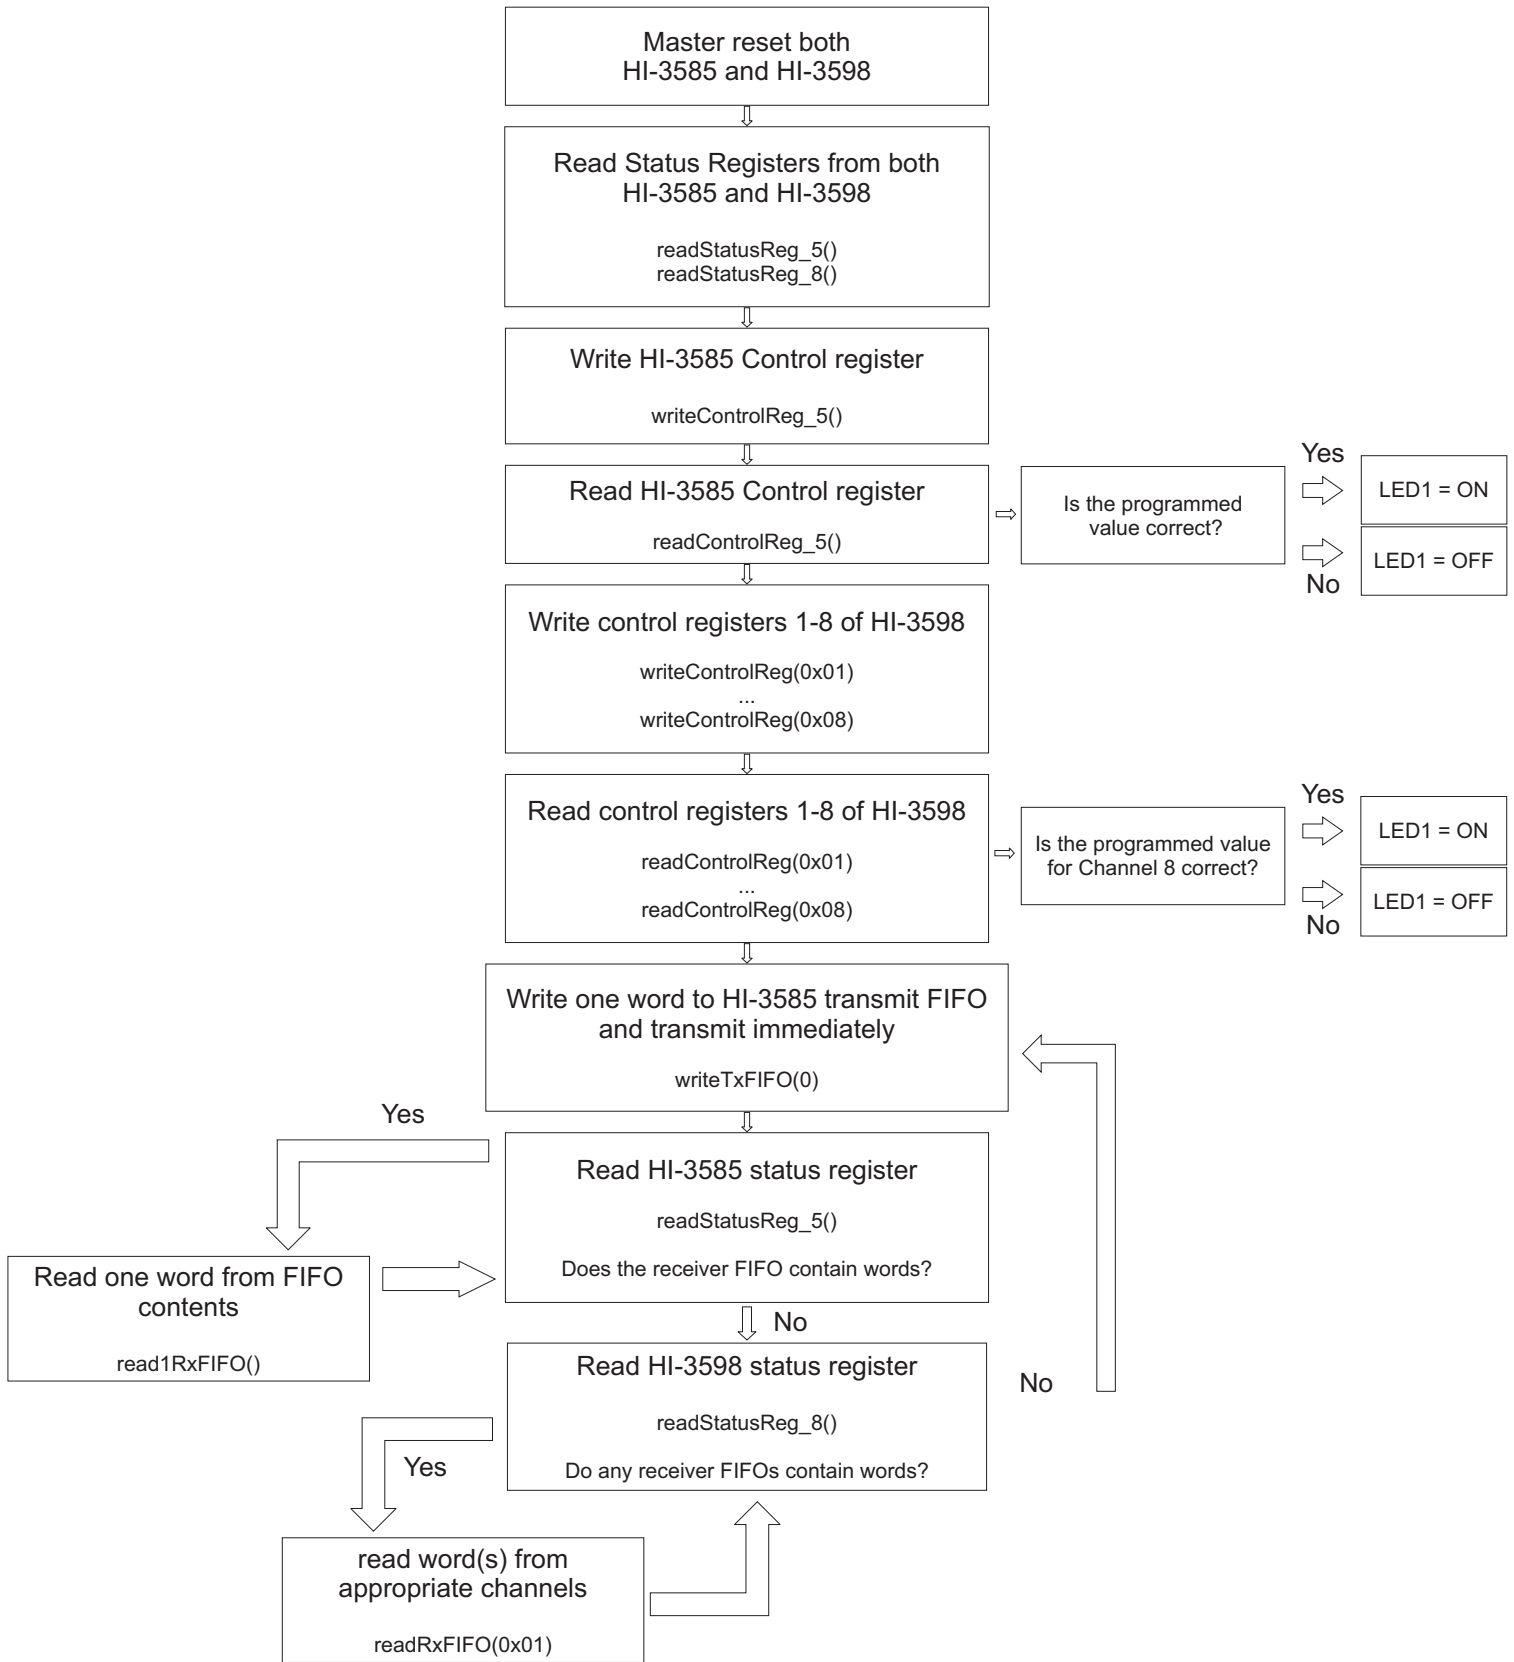 Master reset both
HI-3585 and HI-3598
Read Status Registers from both
HI-3585 and HI-3598
readStatusReg_5()
readStatusReg_8()
Write HI-3585 Control register
writeControlReg_5()
Read HI-3585 Control register
readControlReg_5()
Is the programmed
value correct?
Yes
LED1 = ON
LED1 = OFF
No
Write control registers 1-8 of HI-3598
writeControlReg(0x01)
...
writeControlReg(0x08)
Read control registers 1-8 of HI-3598
readControlReg(0x01)
...
readControlReg(0x08)
Is the programmed value
for Channel 8 correct?
Yes
LED1 = ON
LED1 = OFF
No
Write one word to HI-3585 transmit FIFO
and transmit immediately
writeTxFIFO(0)
Yes
Read HI-3585 status register
readStatusReg_5()
Does the receiver FIFO contain words?
Read one word from FIFO
contents
read1RxFIFO()
No
Read HI-3598 status register
readStatusReg_8()
Do any receiver FIFOs contain words?
No
Yes
read word(s) from
appropriate channels
readRxFIFO(0x01)